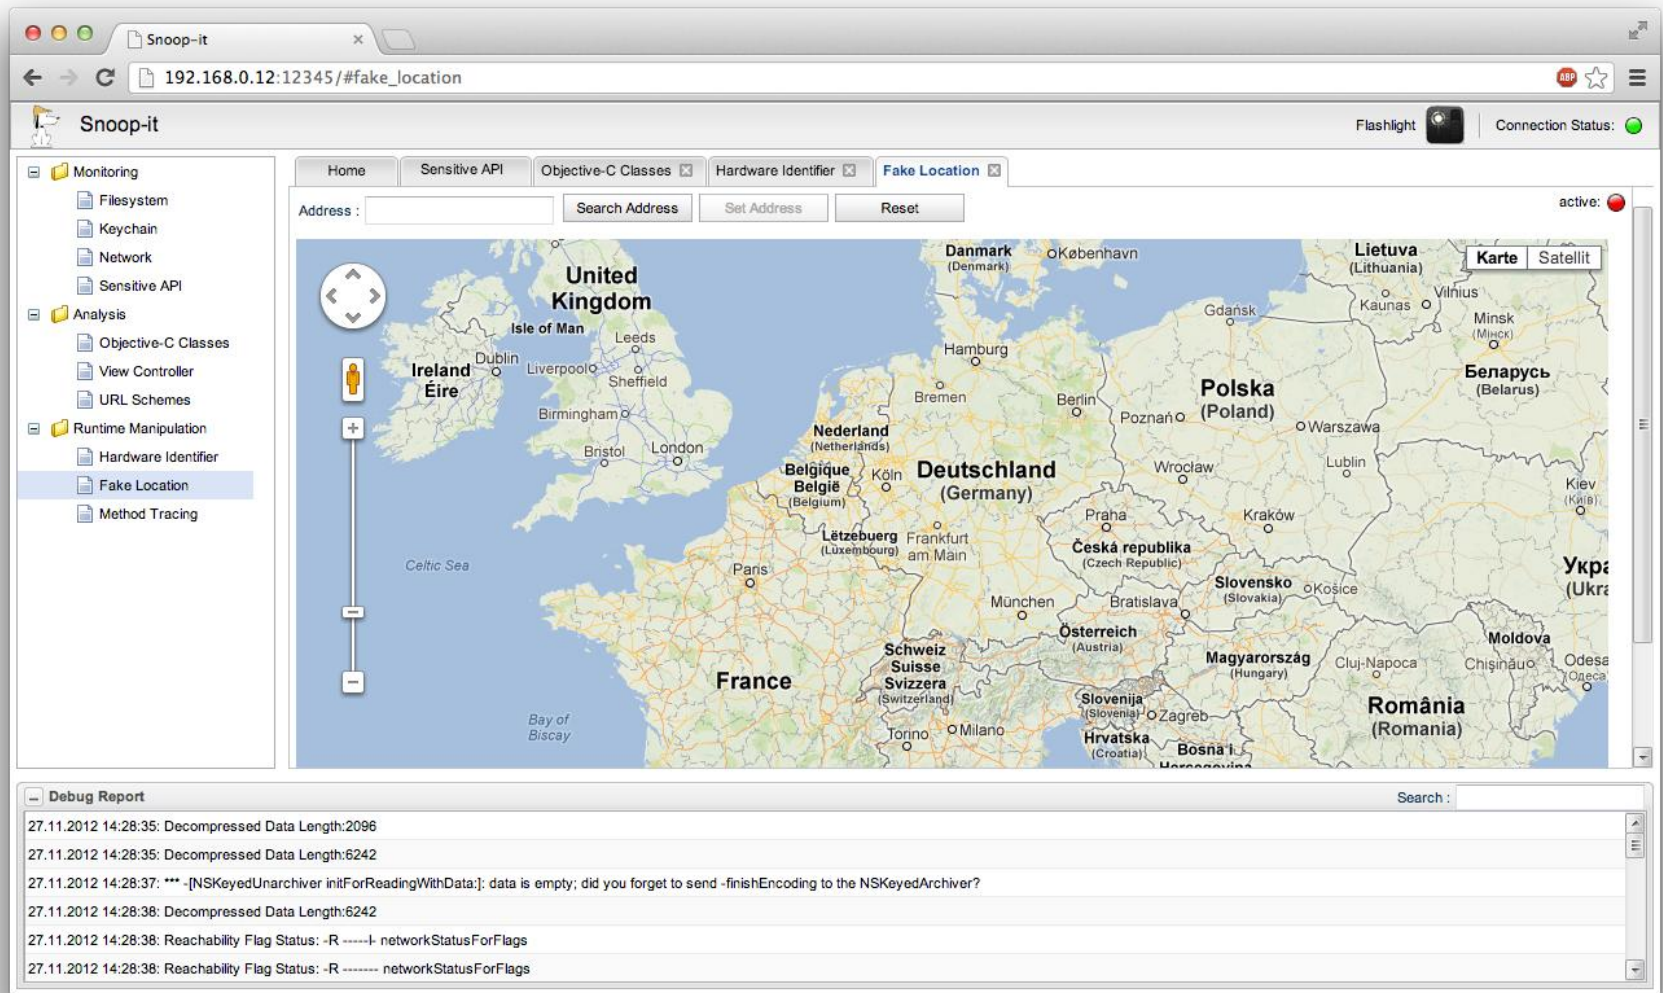 Snoop-it
192.168.0.12:12345/#fake_location
ABP
Snoop-it
Flashlight
Connection Status:
Monitoring
Filesystem
Keychain
Network
Sensitive API
Analysis
Objective-C Classes
View Controller
URL Schemes
Runtime Manipulation
Hardware Identifier
Fake Location
Method Tracing
Home
Sensitive API
Objective-C Classes
Hardware Identifier
Fake Location
Address :
Search Address
Set Address
Reset
active:
Karte
Satellit
United
Kingdom
Isle of Man
Leeds
Ireland
Éire
Dublin
Liverpool
Sheffield
Birmingham
Bristol
London
Celtic Sea
Bay of
Biscay
Danmark
(Denmark)
København
Lietuva
(Lithuania)
Kaunas
Vilnius
Gdańsk
Minsk
(Мінск)
Hamburg
Беларусь
(Belarus)
Bremen
Berlin
Polska
(Poland)
Poznań
Warszawa
Nederland
(Netherlands)
Belgique
België
(Belgium)
Köln
Deutschland
(Germany)
Wrocław
Lublin
Kiev
(Київ)
Praha
Kraków
Lëtzebuerg
(Luxembourg)
Frankfurt
am Main
Česká republika
(Czech Republic)
Paris
Укра
(Ukra
Slovensko
(Slovakia)
Košice
München
Bratislava
Österreich
(Austria)
Moldova
Schweiz
Suisse
Svizzera
(Switzerland)
Magyarország
(Hungary)
Cluj-Napoca
Chișinău
Odesa
(Одеса)
France
Slovenija
(Slovenia)
Zagreb
România
(Romania)
Torino
Milano
Hrvatska
(Croatia)
Bosna i
Hercegovina
Debug Report
Search :
27.11.2012 14:28:35: Decompressed Data Length:2096
27.11.2012 14:28:35: Decompressed Data Length:6242
27.11.2012 14:28:37: *** -[NSKeyedUnarchiver initForReadingWithData:]: data is empty; did you forget to send -finishEncoding to the NSKeyedArchiver?
27.11.2012 14:28:38: Decompressed Data Length:6242
27.11.2012 14:28:38: Reachability Flag Status: -R -----l- networkStatusForFlags
27.11.2012 14:28:38: Reachability Flag Status: -R ------- networkStatusForFlags